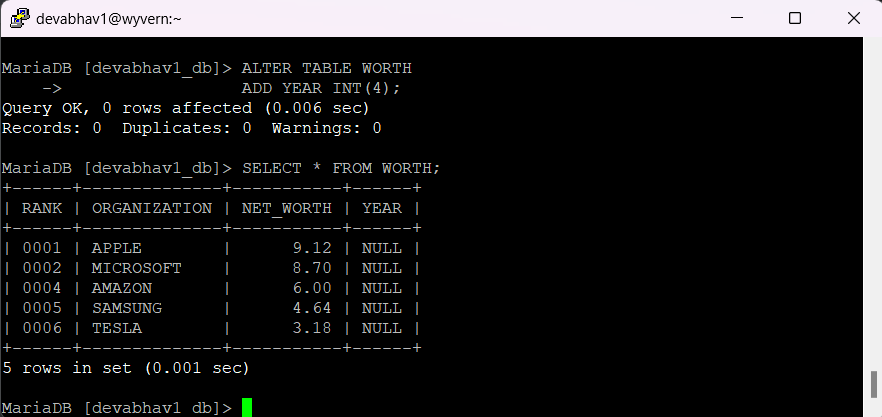 devabhav1@wyvern:~
MariaDB [devabhav1_db]> ALTER TABLE WORTH
    ->                  ADD YEAR INT(4);
Query OK, 0 rows affected (0.006 sec)
Records: 0  Duplicates: 0  Warnings: 0
MariaDB [devabhav1_db]> SELECT * FROM WORTH;
+------+--------------+-----------+------+
| RANK | ORGANIZATION | NET_WORTH | YEAR |
+------+--------------+-----------+------+
| 0001 | APPLE        |      9.12 | NULL |
| 0002 | MICROSOFT    |      8.70 | NULL |
| 0004 | AMAZON       |      6.00 | NULL |
| 0005 | SAMSUNG      |      4.64 | NULL |
| 0006 | TESLA        |      3.18 | NULL |
+------+--------------+-----------+------+
5 rows in set (0.001 sec)
MariaDB [devabhav1_db]>